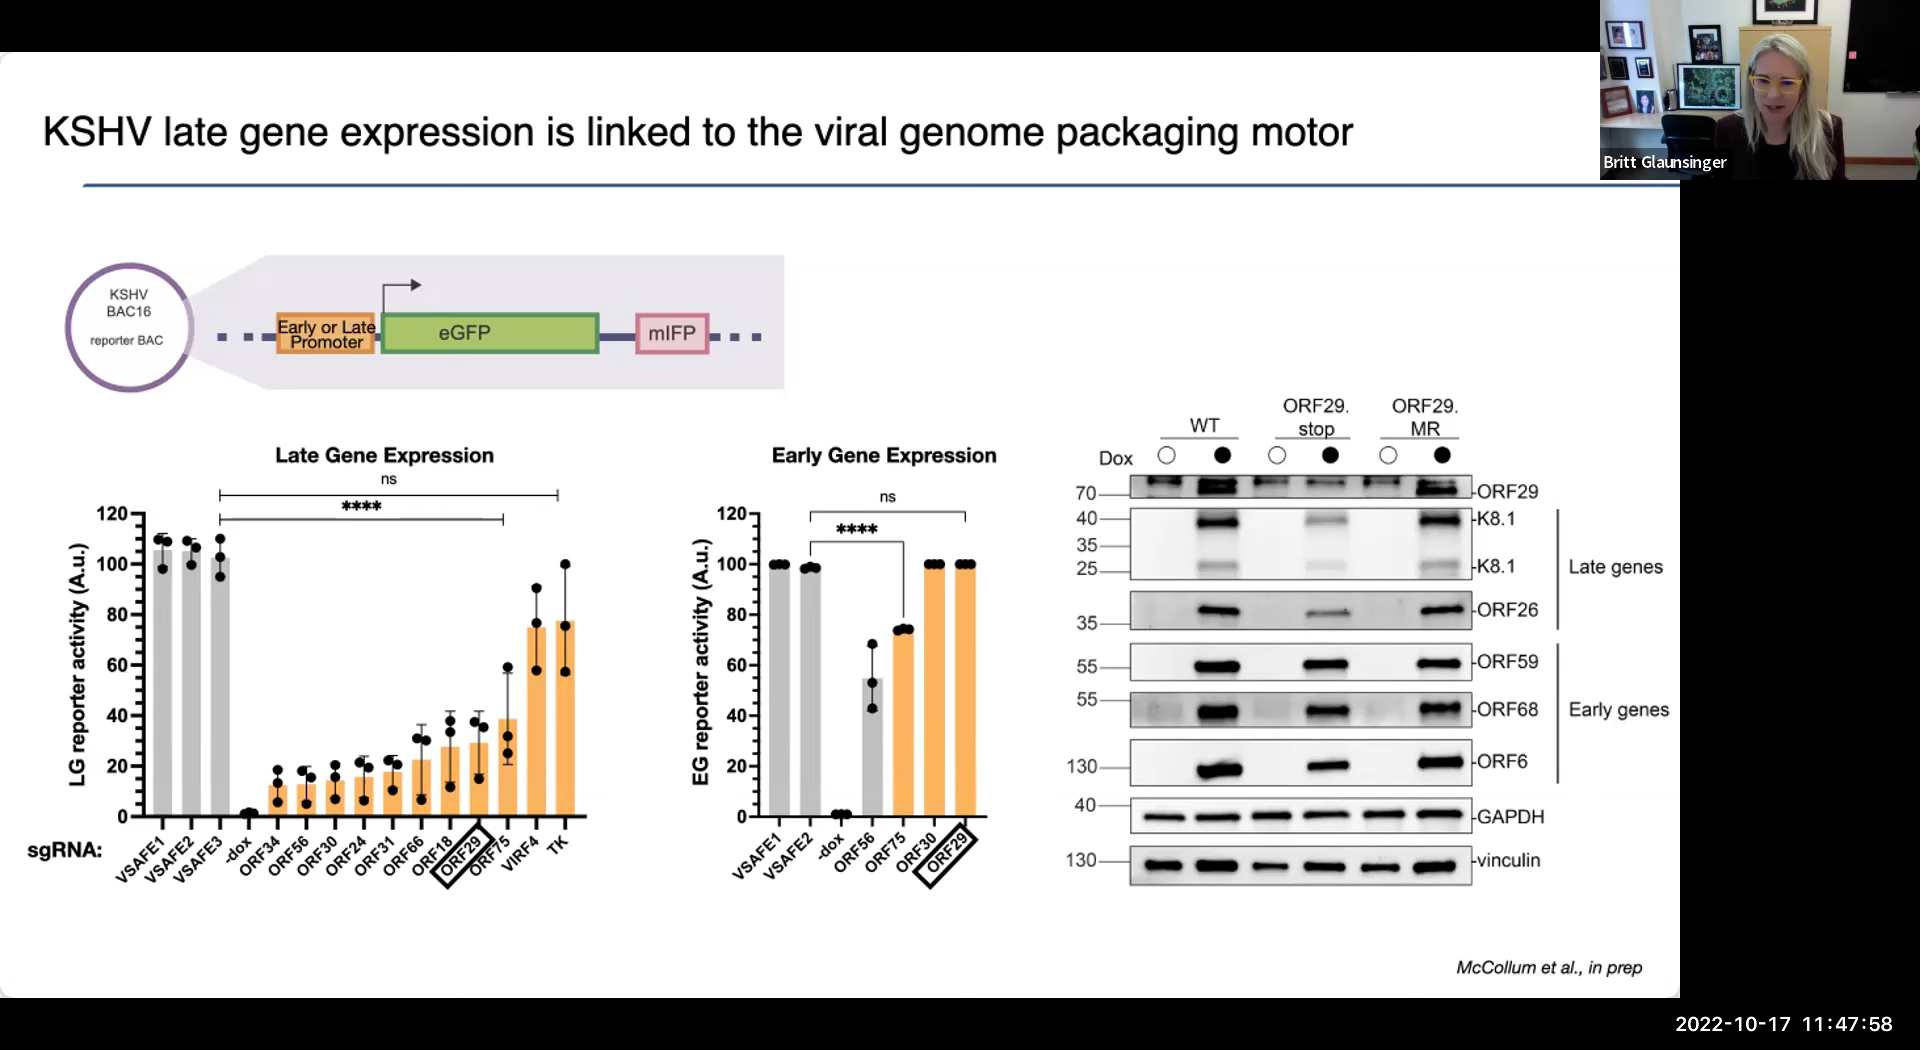 KSHV late gene expression is linked to the viral genome packaging motor
Britt Glaunsinger
KSHV
BAC16
reporter BAC
Early or Late
Promoter
eGFP
mIFP
Late Gene Expression
ns
****
LG reporter activity (A.u.)
120
100
80
60
40
20
0
sgRNA:
VSAFE1
VSAFE2
VSAFE3
-dox
ORF34
ORF56
ORF30
ORF24
ORF31
ORF66
ORF18
ORF29
ORF75
VIRF4
TK
Early Gene Expression
ns
****
EG reporter activity (A.u.)
120
100
80
60
40
20
0
VSAFE1
VSAFE2
-dox
ORF56
ORF75
ORF30
ORF29
WT
ORF29.
stop
ORF29.
MR
Dox
70
ORF29
40
K8.1
35
25
K8.1
Late genes
35
ORF26
55
ORF59
55
ORF68
Early genes
130
ORF6
40
GAPDH
130
vinculin
McCollum et al., in prep
2022-10-17 11:47:58